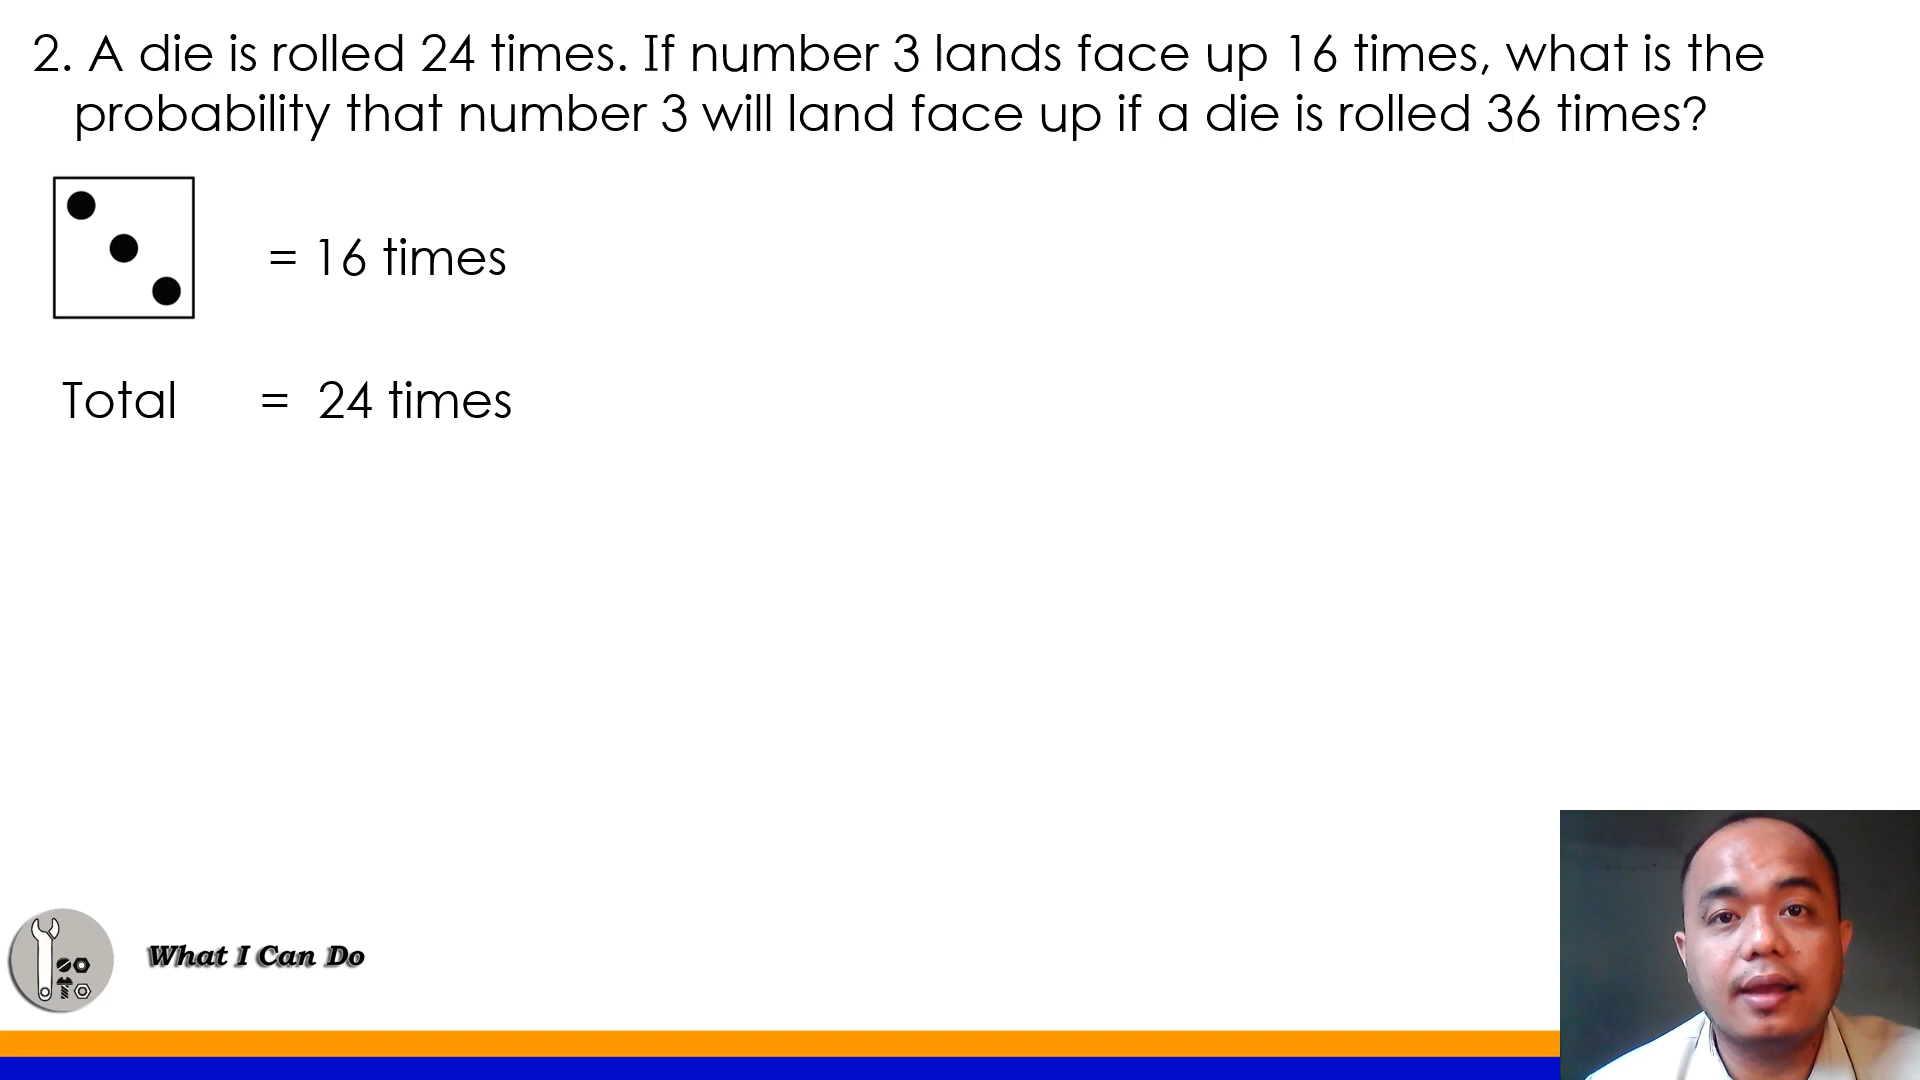 2. A die is rolled 24 times. If number 3 lands face up 16 times, what is the
probability that number 3 will land face up if a die is rolled 36 times?
= 16 times
Total = 24 times
What I Can Do